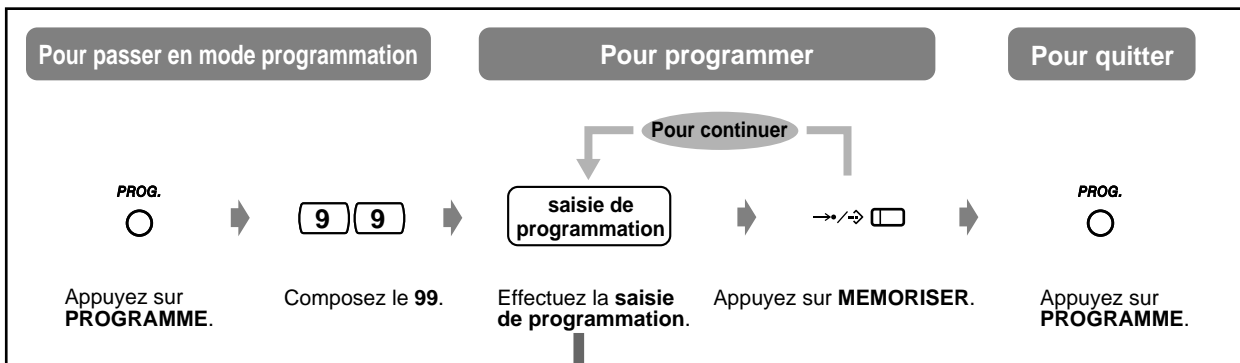 Pour passer en mode programmation
Pour programmer
Pour quitter
Pour continuer
PROG.
9 9
saisie de
programmation
PROG.
Appuyez sur
PROGRAMME.
Composez le 99.
Effectuez la saisie
de programmation.
Appuyez sur MEMORISER.
Appuyez sur
PROGRAMME.